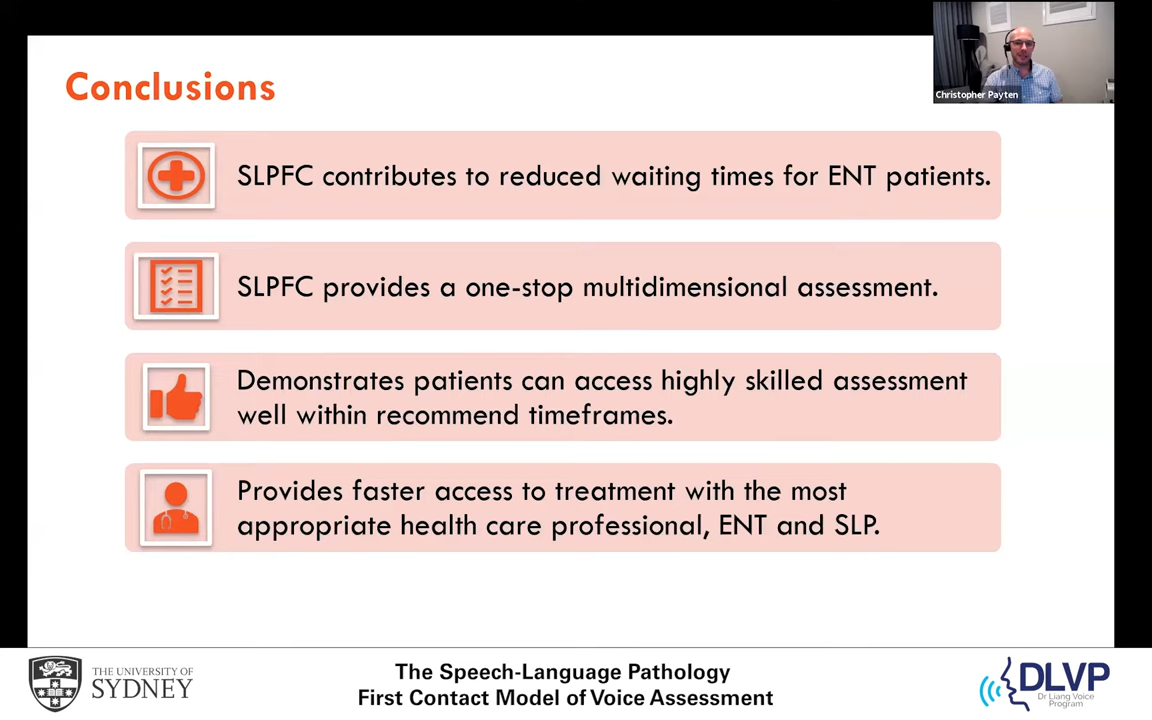 Conclusions
Christopher Payten
SLPFC contributes to reduced waiting times for ENT patients.
SLPFC provides a one-stop multidimensional assessment.
Demonstrates patients can access highly skilled assessment
well within recommend timeframes.
Provides faster access to treatment with the most
appropriate health care professional, ENT and SLP.
THE UNIVERSITY OF
SYDNEY
The Speech-Language Pathology
First Contact Model of Voice Assessment
DLVP
Dr Liang Voice
Program